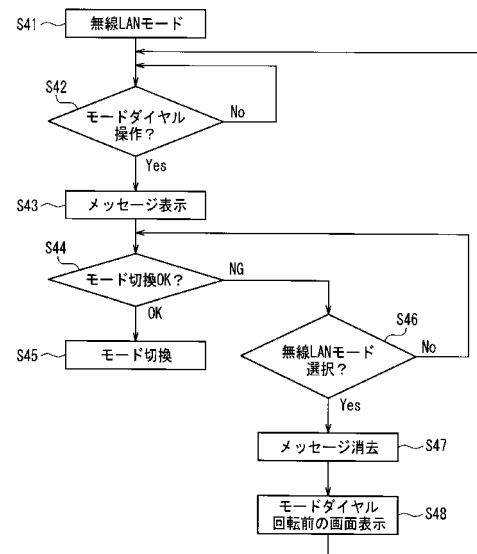 S41
無線LANモード
S42
モードダイヤル
操作？
No
Yes
S43
メッセージ表示
S44
モード切換OK？
NG
OK
S45
モード切換
S46
無線LANモード
選択？
No
Yes
メッセージ消去
S47
モードダイヤル
回転前の画面表示
S48